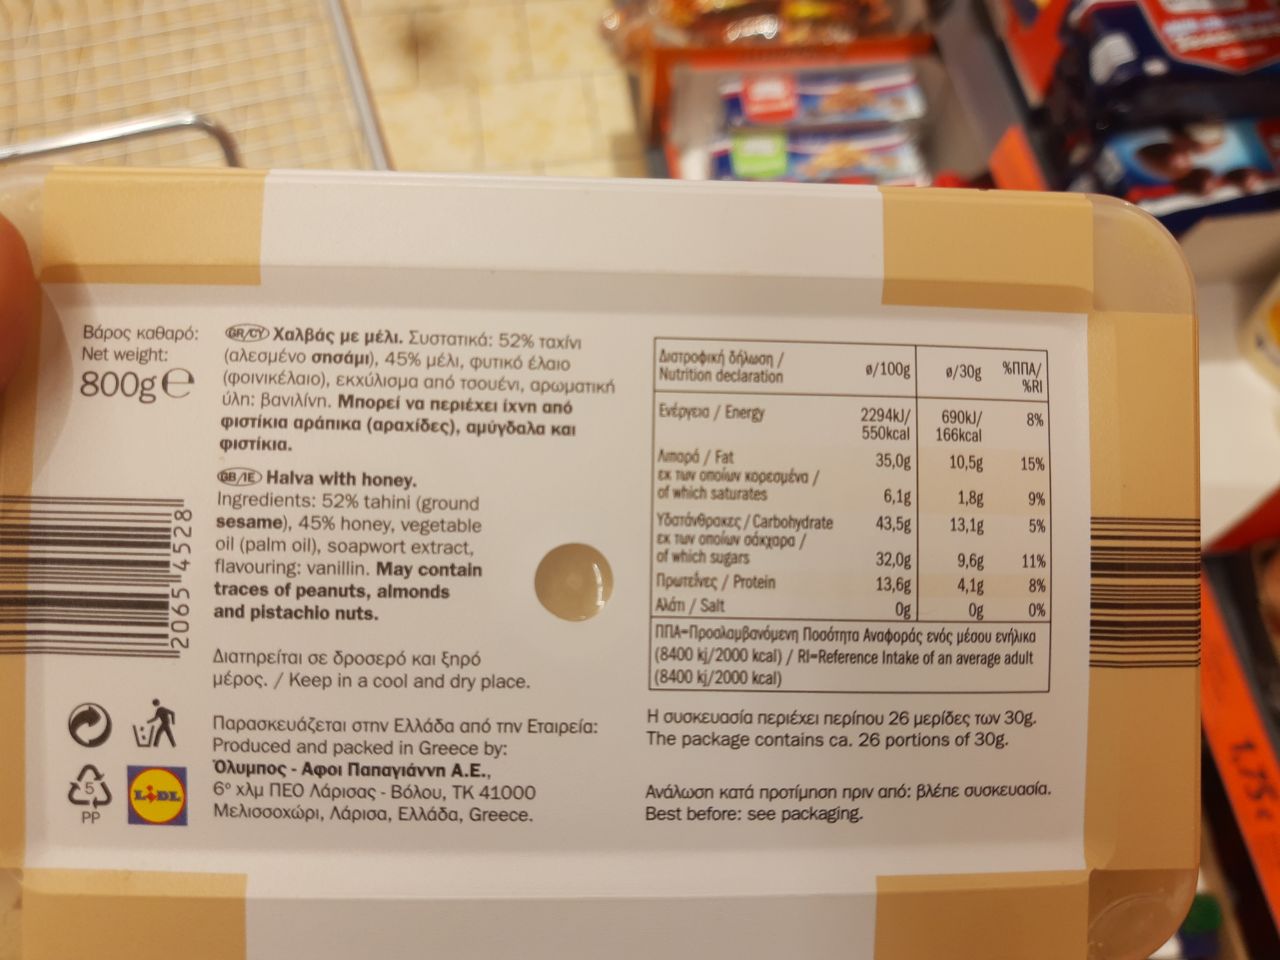 Βάρος καθαρό:
Net weight:
800g e
GR/CY Χαλβάς με μέλι. Συστατικά: 52% ταχίνι
(αλεσμένο σησάμι), 45% μέλι, φυτικό έλαιο
(φοινικέλαιο), εκχύλισμα από τσουένι, αρωματική
ύλη: βανιλίνη. Μπορεί να περιέχει ίχνη από
φιστίκια αράπικα (αραχίδες), αμύγδαλα και
φιστίκια.
GB/IE Halva with honey.
Ingredients: 52% tahini (ground
sesame), 45% honey, vegetable
oil (palm oil), soapwort extract,
flavouring: vanillin. May contain
traces of peanuts, almonds
and pistachio nuts.
Διατηρείται σε δροσερό και ξηρό
μέρος. / Keep in a cool and dry place.
Παρασκευάζεται στην Ελλάδα από την Εταιρεία:
Produced and packed in Greece by:
Όλυμπος - Αφοι Παπαγιάννη Α.Ε.,
6° χλμ ΠΕΟ Λάρισας - Βόλου, ΤΚ 41000
Μελισσοχώρι, Λάρισα, Ελλάδα, Greece.
20654528
5
PP
LIDL
Διατροφική δήλωση /
Nutrition declaration
ø/100g ø/30g %ΠΠΑ/
%RI
Ενέργεια / Energy 2294kJ/ 690kJ/ 8%
550kcal 166kcal
Λιπαρά / Fat 35,0g 10,5g 15%
εκ των οποίων κορεσμένα /
of which saturates 6,1g 1,8g 9%
Υδατάνθρακες / Carbohydrate 43,5g 13,1g 5%
εκ των οποίων σάκχαρα /
of which sugars 32,0g 9,6g 11%
Πρωτεΐνες / Protein 13,6g 4,1g 8%
Αλάτι / Salt 0g 0g 0%
ΠΠΑ=Προσλαμβανόμενη Ποσότητα Αναφοράς ενός μέσου ενήλικα
(8400 kj/2000 kcal) / RI=Reference Intake of an average adult
(8400 kj/2000 kcal)
Η συσκευασία περιέχει περίπου 26 μερίδες των 30g.
The package contains ca. 26 portions of 30g.
Ανάλωση κατά προτίμηση πριν από: βλέπε συσκευασία.
Best before: see packaging.
1,75€